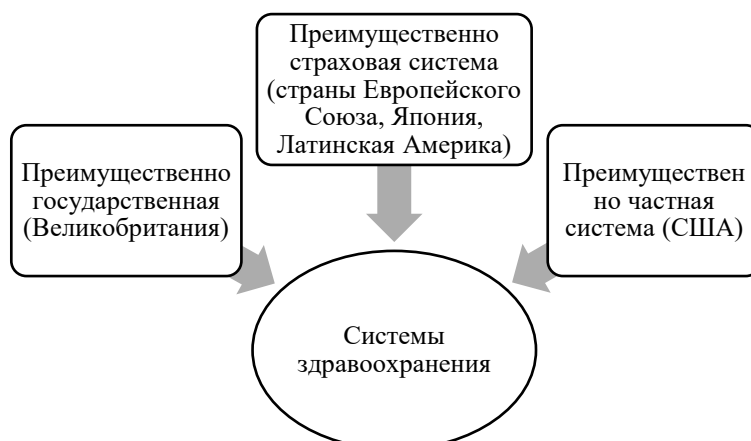 Преимущественно
страховая система
(страны Европейского
Союза, Япония,
Латинская Америка)
Преимущественно
государственная
(Великобритания)
Преимуществен
но частная
система (США)
Системы
здравоохранения